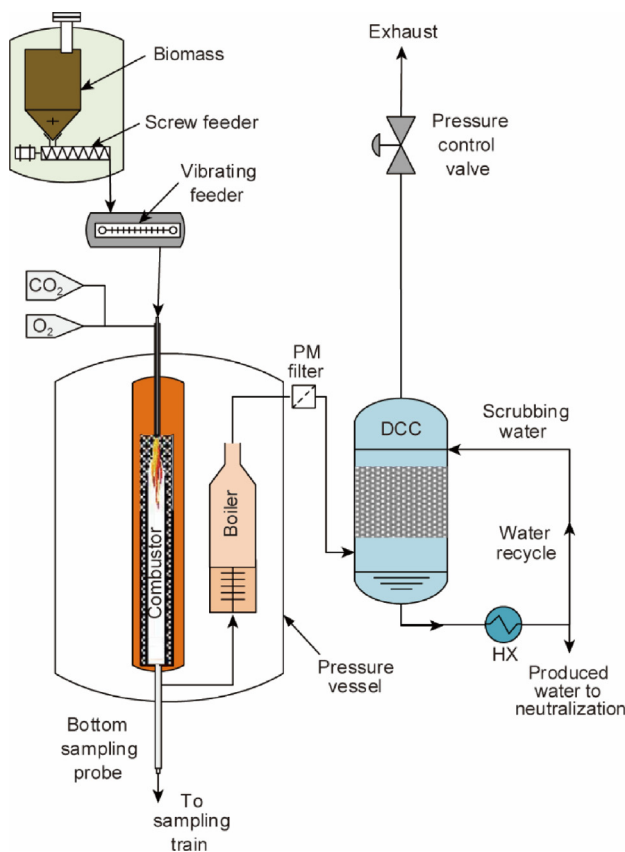 Biomass
Screw feeder
Vibrating
feeder
CO2
O2
Exhaust
Pressure
control
valve
PM
filter
DCC
Scrubbing
water
Boiler
Combustor
Water
recycle
HX
Pressure
vessel
Produced
water to
neutralization
Bottom
sampling
probe
To
sampling
train